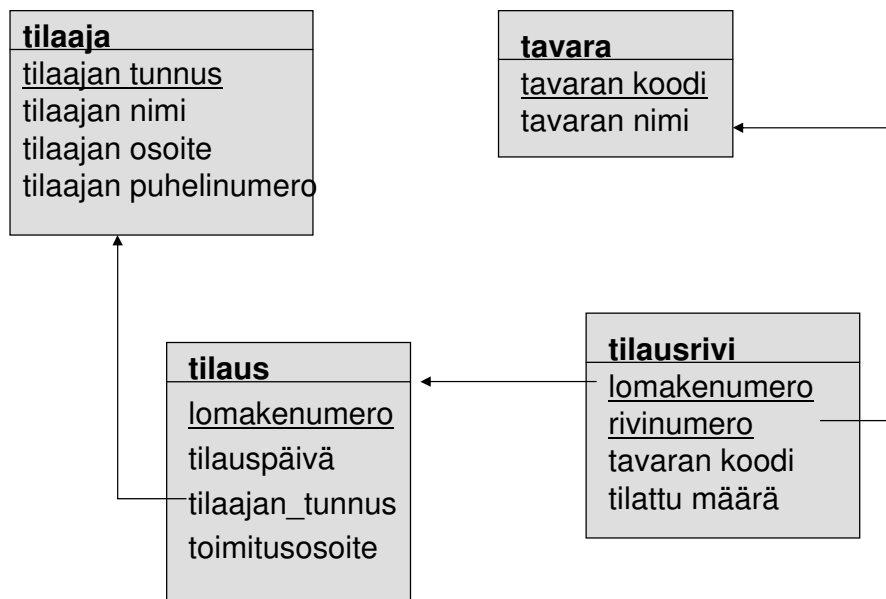 tilaaja
tilaajan tunnus
tilaajan nimi
tilaajan osoite
tilaajan puhelinumero
tavara
tavaran koodi
tavaran nimi
tilaus
lomakenumero
tilauspäivä
tilaajan_tunnus
toimitusosoite
tilausrivi
lomakenumero
rivinumero
tavaran koodi
tilattu määrä